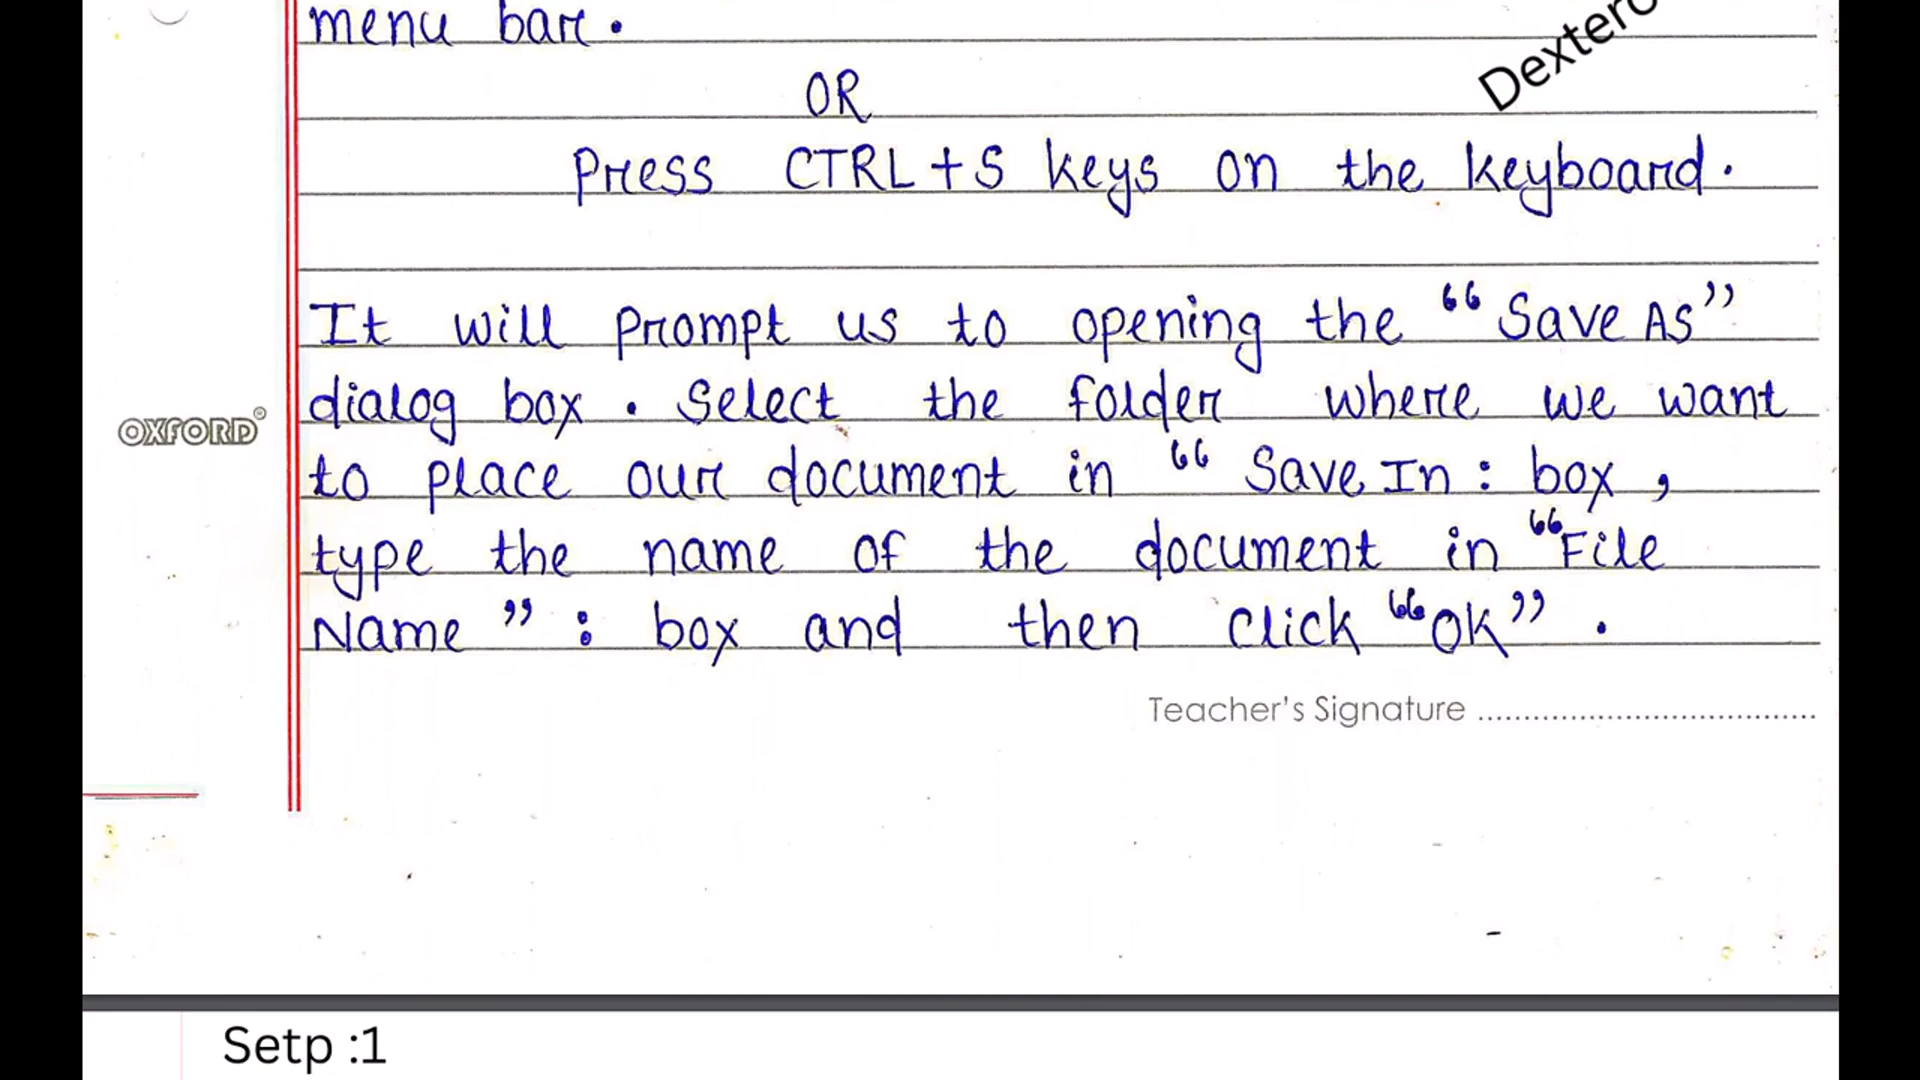 menu bar.
Dextero
OR
Press CTRL+S keys on the keyboard.
It will prompt us to opening the “Save As”
dialog box. Select the folder where we want
OXFORD®
to place our document in “Save In: box,
type the name of the document in “File
Name”: box and then click “OK”.
Teacher's Signature ....................................
Setp :1